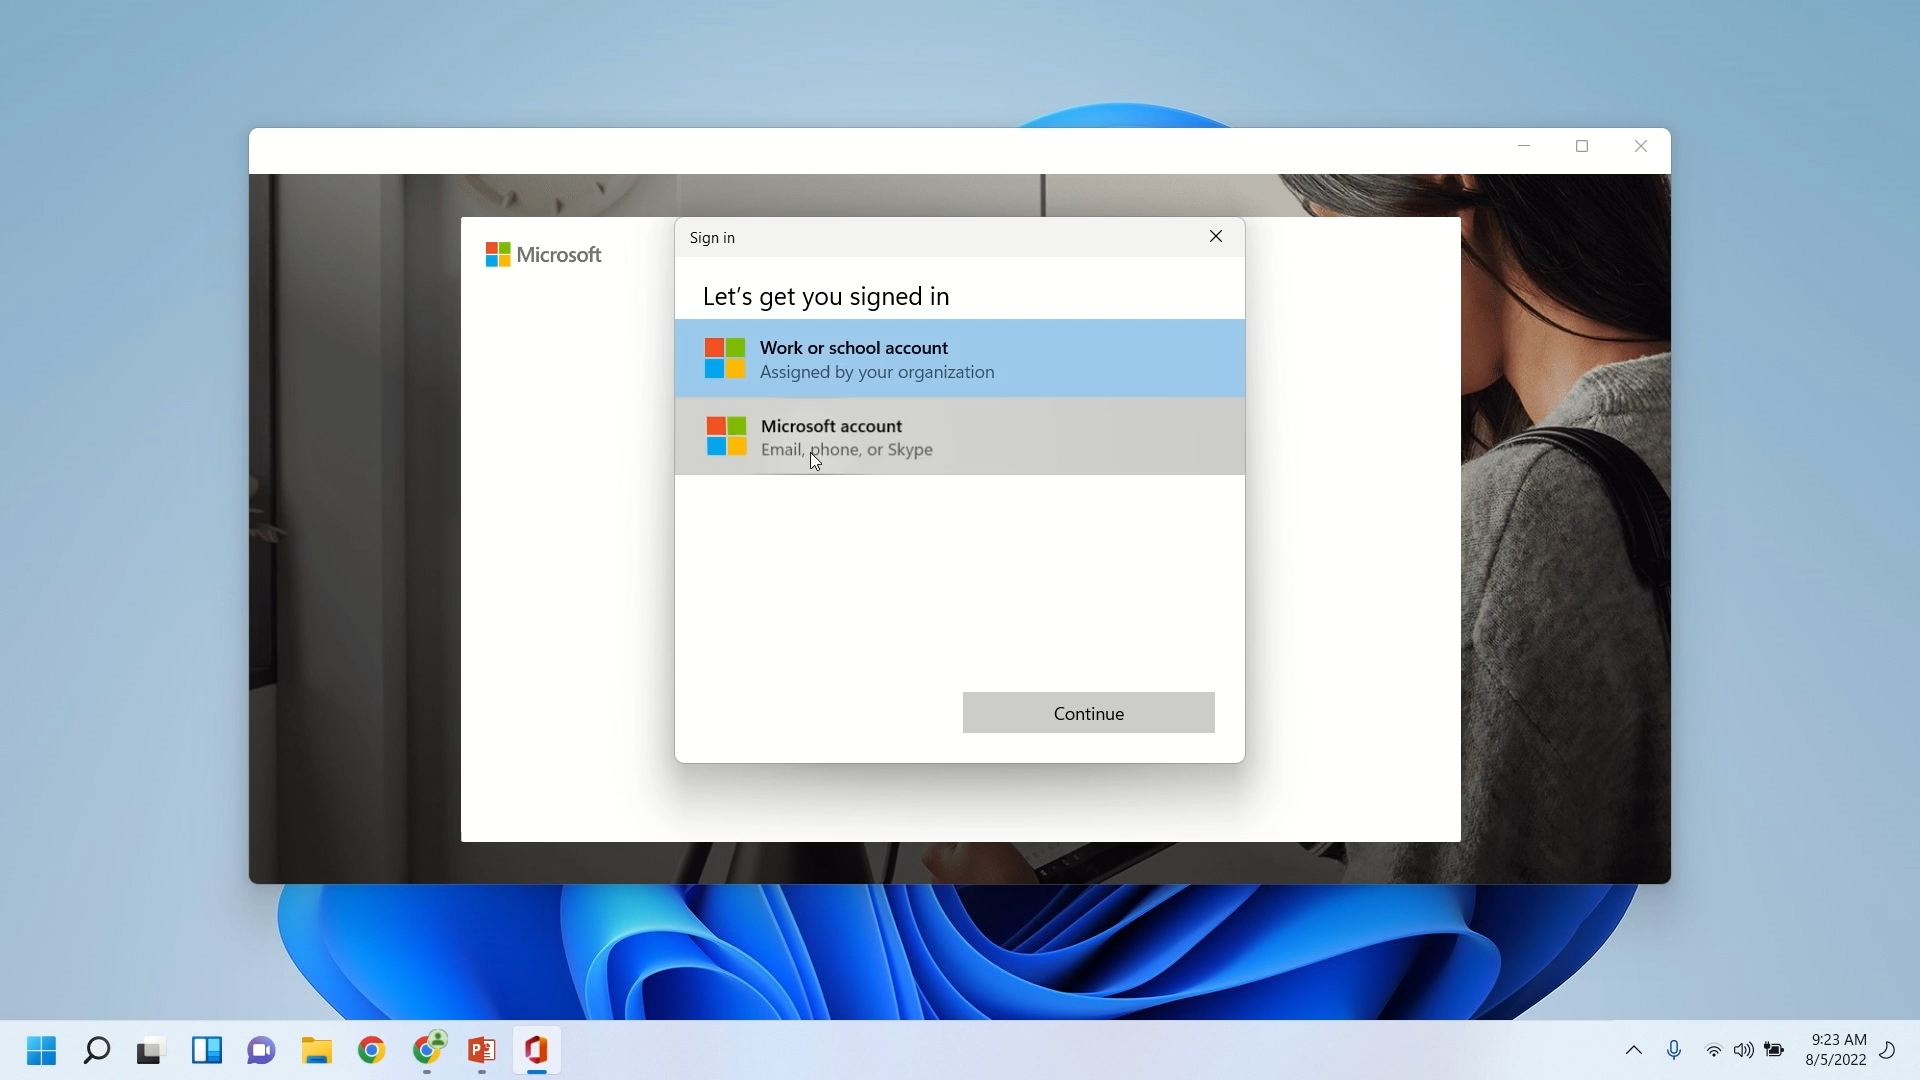 Sign in
Microsoft
Let's get you signed in
Work or school account
Assigned by your organization
Microsoft account
Email, phone, or Skype
Continue
9:23 AM
8/5/2022